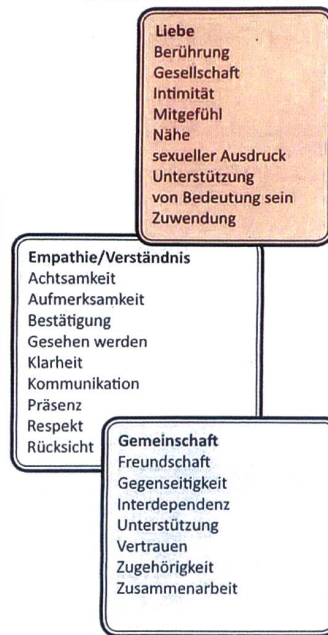 Liebe
Berührung
Gesellschaft
Intimität
Mitgefühl
Nähe
sexueller Ausdruck
Unterstützung
von Bedeutung sein
Zuwendung
Empathie/Verständnis
Achtsamkeit
Aufmerksamkeit
Bestätigung
Gesehen werden
Klarheit
Kommunikation
Präsenz
Respekt
Rücksicht
Gemeinschaft
Freundschaft
Gegenseitigkeit
Interdependenz
Unterstützung
Vertrauen
Zugehörigkeit
Zusammenarbeit